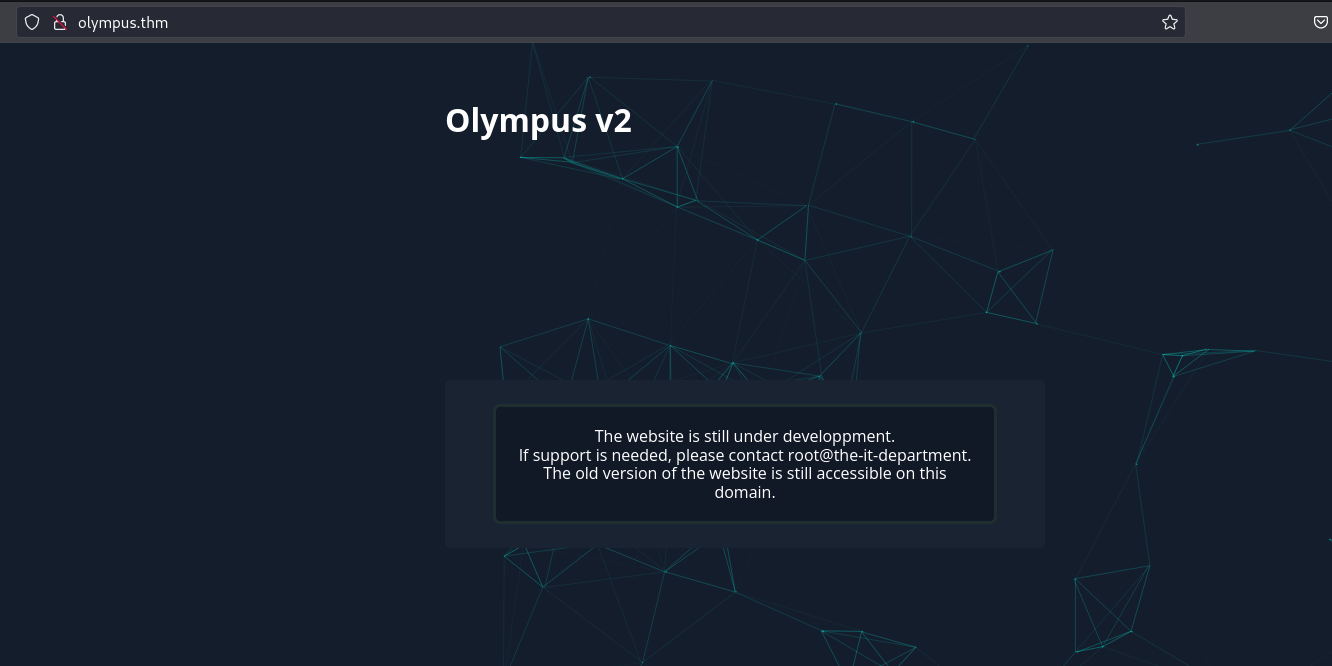 olympus.thm
Olympus v2
The website is still under developpment.
If support is needed, please contact root@the-it-department.
The old version of the website is still accessible on this
domain.